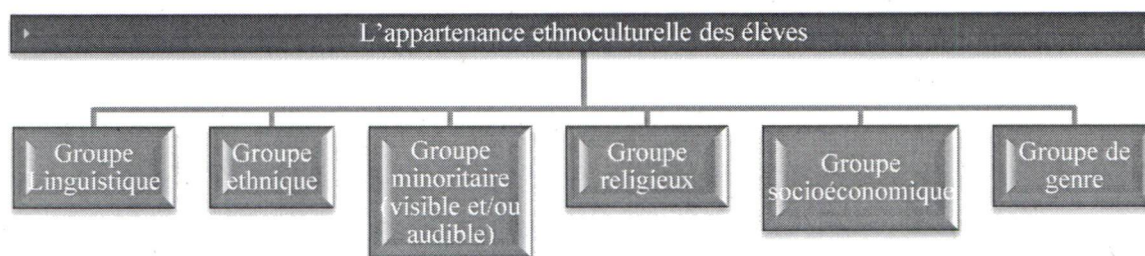 L'appartenance ethnoculturelle des élèves
Groupe
Linguistique
Groupe
ethnique
Groupe
minoritaire
(visible et/ou
audible)
Groupe
religieux
Groupe
socioéconomique
Groupe de
genre